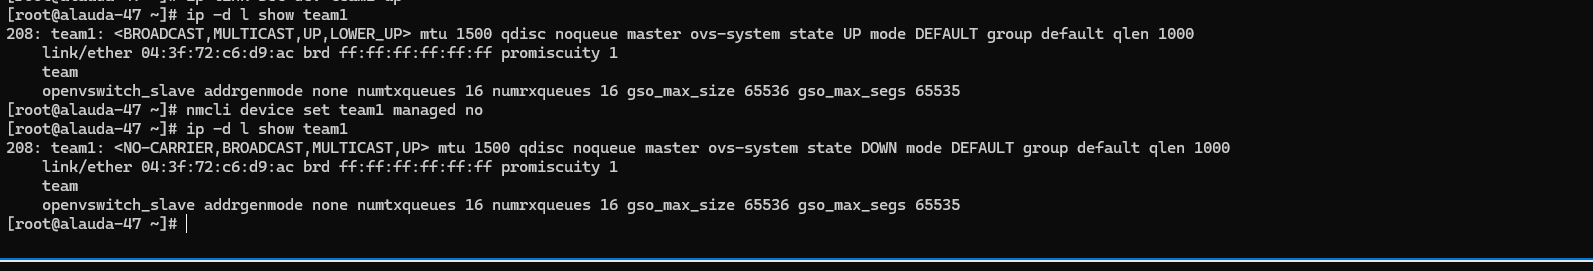 [root@alauda-47 ~]# ip -d l show team1
208: team1: <BROADCAST,MULTICAST,UP,LOWER_UP> mtu 1500 qdisc noqueue master ovs-system state UP mode DEFAULT group default qlen 1000
    link/ether 04:3f:72:c6:d9:ac brd ff:ff:ff:ff:ff:ff promiscuity 1
    team
    openvswitch_slave addrgenmode none numtxqueues 16 numrxqueues 16 gso_max_size 65536 gso_max_segs 65535
[root@alauda-47 ~]# nmcli device set team1 managed no
[root@alauda-47 ~]# ip -d l show team1
208: team1: <NO-CARRIER,BROADCAST,MULTICAST,UP> mtu 1500 qdisc noqueue master ovs-system state DOWN mode DEFAULT group default qlen 1000
    link/ether 04:3f:72:c6:d9:ac brd ff:ff:ff:ff:ff:ff promiscuity 1
    team
    openvswitch_slave addrgenmode none numtxqueues 16 numrxqueues 16 gso_max_size 65536 gso_max_segs 65535
[root@alauda-47 ~]#